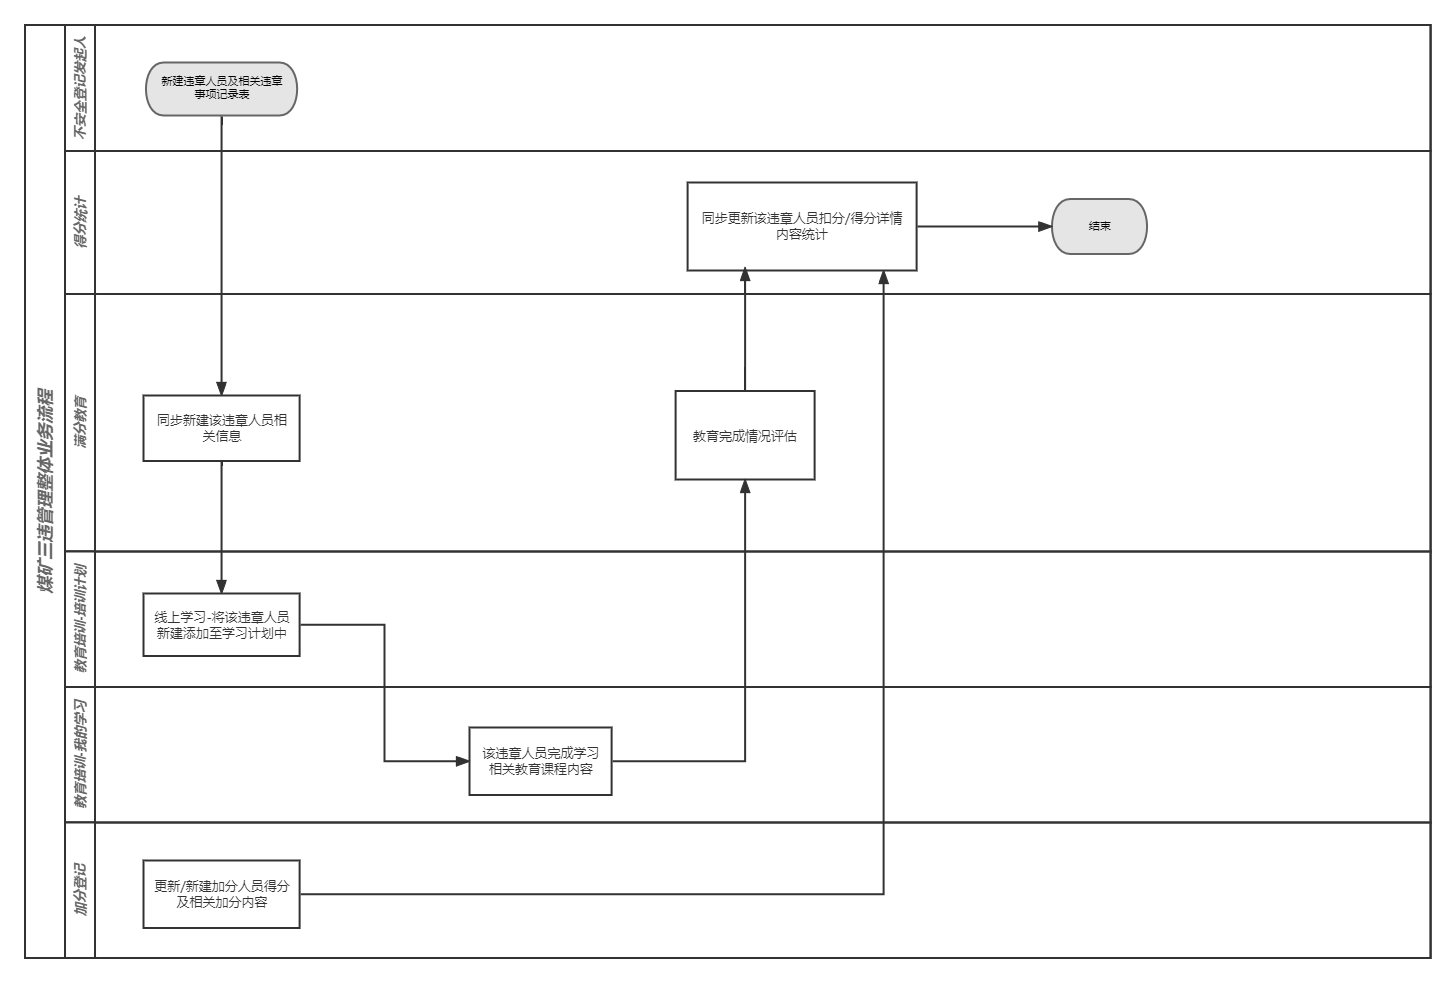 煤矿三违管理整体业务流程
不安全登记发起人
新建违章人员及相关违章
事项记录表
得分统计
同步更新该违章人员扣分/得分详情
内容统计
结束
满分教育
同步新建该违章人员相
关信息
教育完成情况评估
教育培训-培训计划
线上学习-将该违章人员
新建添加至学习计划中
教育培训-我的学习
该违章人员完成学习
相关教育课程内容
加分登记
更新/新建加分人员得分
及相关加分内容